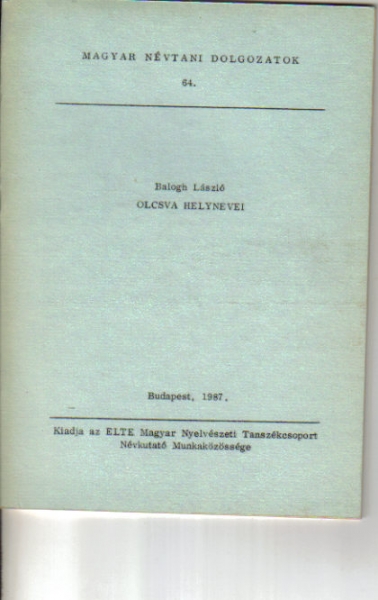 MAGYAR NÉVTANI DOLGOZATOK
64.
Balogh László
OLCSVA HELYNEVEI
Budapest, 1987.
Kiadja az ELTE Magyar Nyelvészeti Tanszékcsoport
Névkutató Munkaközössége